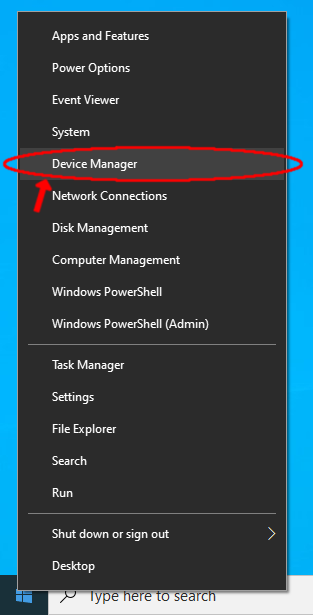 Apps and Features
Power Options
Event Viewer
System
Device Manager
Network Connections
Disk Management
Computer Management
Windows PowerShell
Windows PowerShell (Admin)
Task Manager
Settings
File Explorer
Search
Run
Shut down or sign out
Desktop
Type here to search